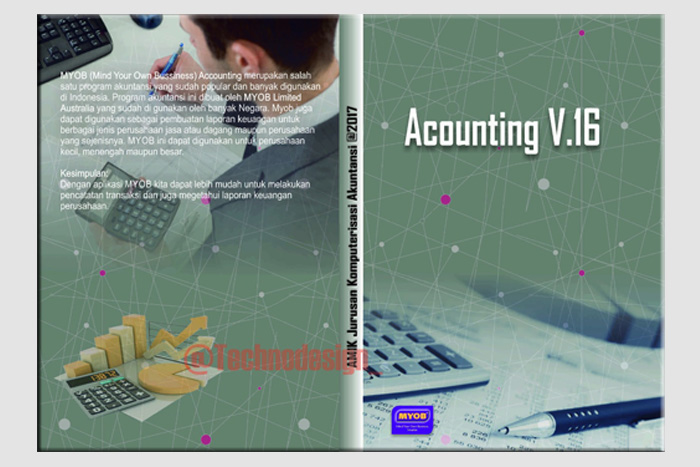 MYOB (Mind Your Own Bussiness) Accounting merupakan salah
satu program akuntansi yang sudah popular dan banyak digunakan
di Indonesia, Program akuntansi ini dibuat oleh MYOB Limited
Australia yang sudah di gunakan oleh banyak Negara. Myob juga
dapat digunakan sebagai pembuatan laporan keuangan untuk
berbagai jenis perusahaan jasa atau dagang maupun perusahaan
yang sejenisnya. MYOB ini dapat digunakan untuk perusahaan
kecil, menengah maupun besar.
Kesimpulan:
Dengan aplikasi MYOB kita dapat lebih mudah untuk melakukan
pencatatan transaksi dan juga megetahui laporan keuangan
perusahaan.
@Technodesign
AMIK Jurusan Komputerisasi Akuntansi @2017
Acounting V.16
MYOB